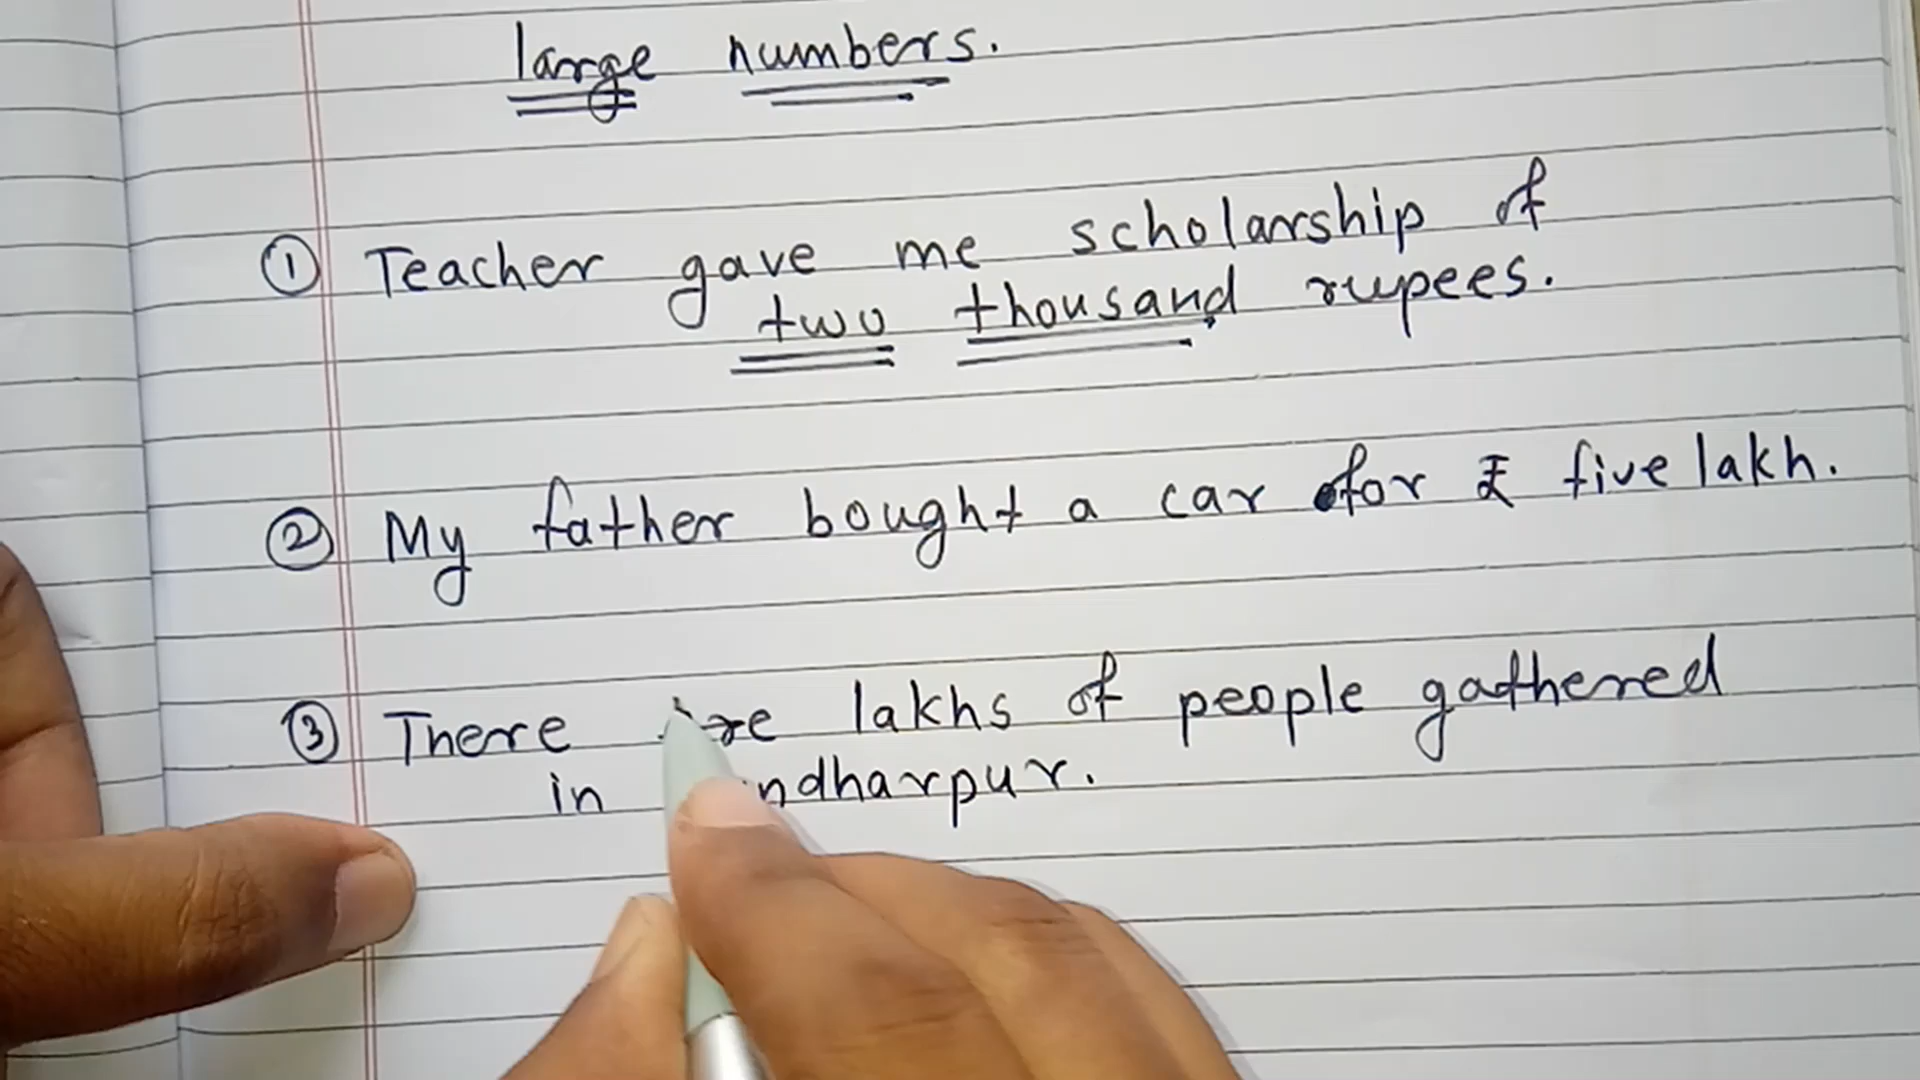 large numbers.
① Teacher gave me scholarship of
two thousand rupees.
② My father bought a car for ₹ five lakh.
③ There are lakhs of people gathered
in